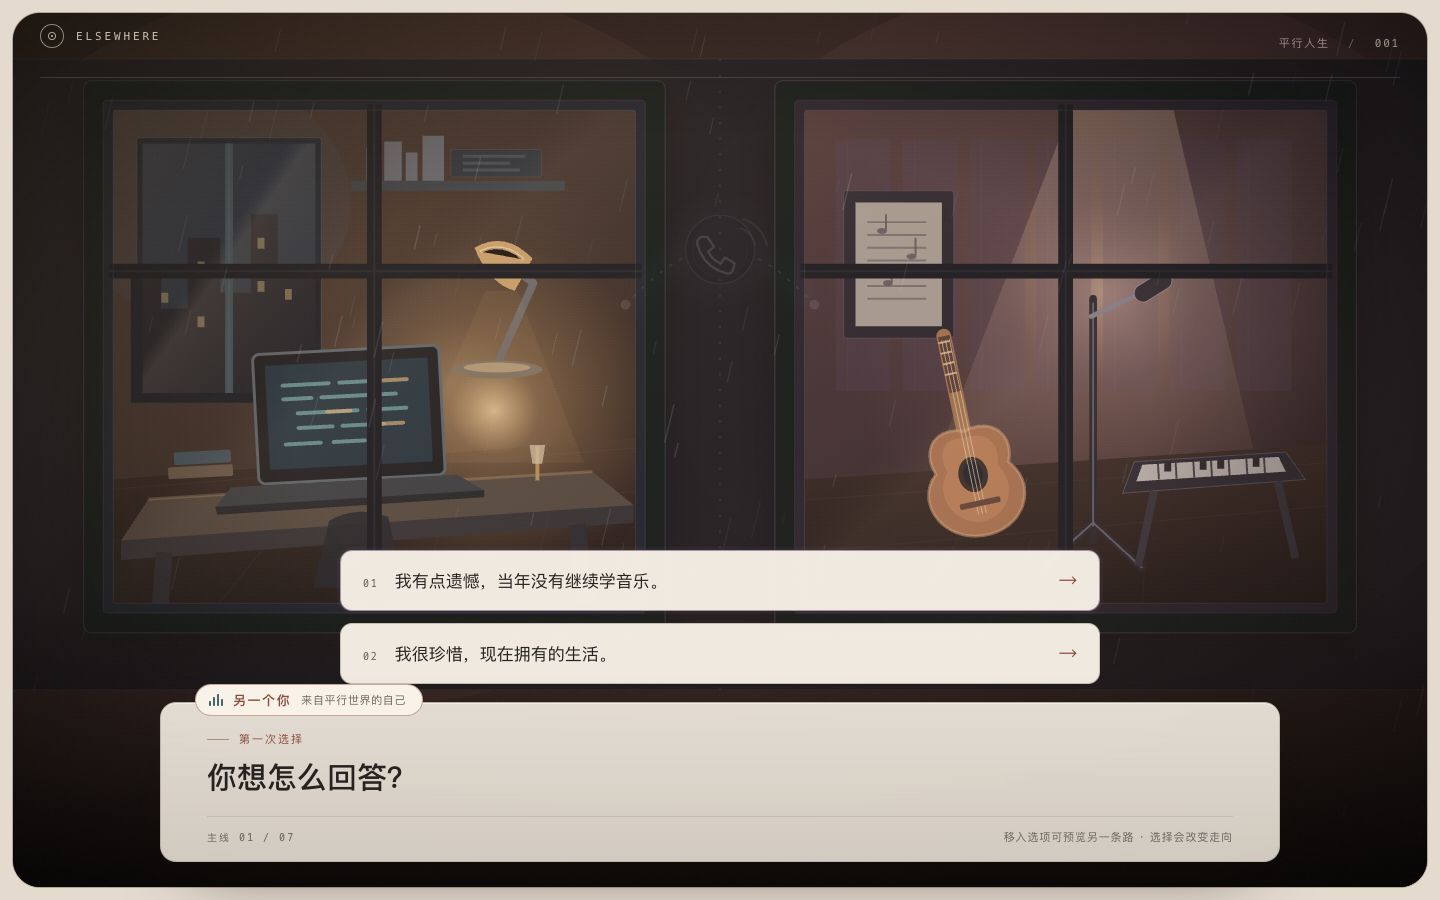 ELSEWHERE
平行人生 / 001
01 我有点遗憾，当年没有继续学音乐。 →
02 我很珍惜，现在拥有的生活。 →
另一个你 来自平行世界的自己
第一次选择
你想怎么回答?
主线 01 / 07
移入选项可预览另一条路 · 选择会改变走向